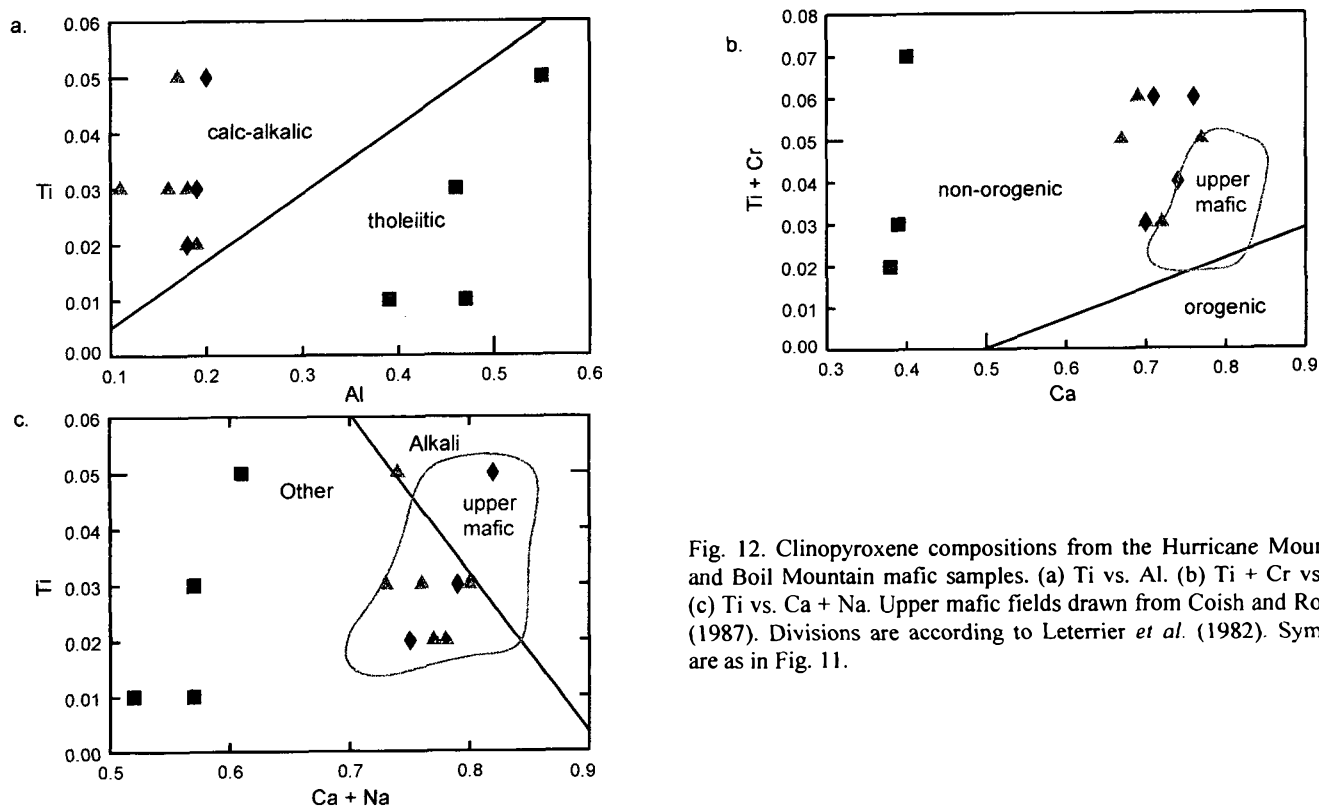 a.
0.06
0.05
0.04
Ti 0.03
0.02
0.01
0.00
calc-alkalic
tholeiitic
0.1 0.2 0.3 0.4 0.5 0.6
Al
b.
0.08
0.07
0.06
0.05
0.04
0.03
0.02
0.01
0.00
Ti + Cr
non-orogenic
upper
mafic
orogenic
0.3 0.4 0.5 0.6 0.7 0.8 0.9
Ca
c.
0.06
0.05
0.04
Ti
0.03
0.02
0.01
0.00
Alkali
Other
upper
mafic
0.5 0.6 0.7 0.8 0.9
Ca + Na
Fig. 12. Clinopyroxene compositions from the Hurricane
and Boil Mountain mafic samples. (a) Ti vs. Al. (b) Ti + Cr vs.
(c) Ti vs. Ca + Na. Upper mafic fields drawn from Coish and
(1987). Divisions are according to Leterrier et al. (1982).
are as in Fig. 11.